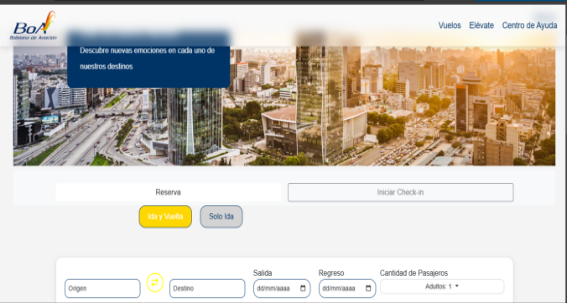 BoA
Boliviana de Aviación
Vuelos Elévate Centro de Ayuda
Descubre nuevas emociones en cada uno de
nuestros destinos
Reserva
Iniciar Check-in
Ida y Vuelta
Solo Ida
Salida Regreso Cantidad de Pasajeros
Origen Destino dd/mm/aaaa dd/mm/aaaa Adultos: 1